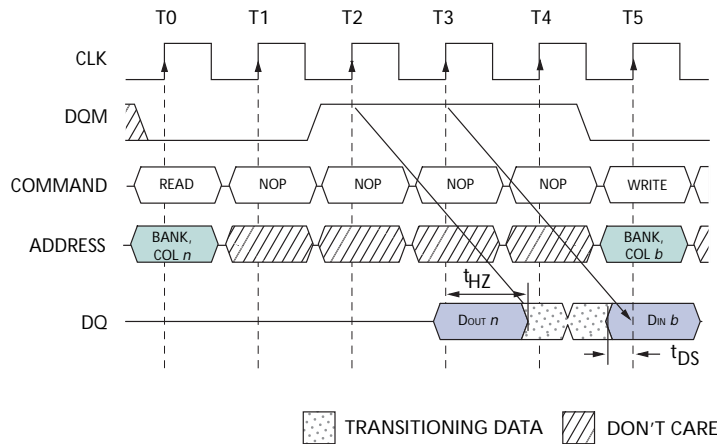 T0 T1 T2 T3 T4 T5
CLK
DQM
COMMAND READ NOP NOP NOP NOP WRITE
ADDRESS BANK, COL n BANK, COL b
tHZ
DQ DOUT n DIN b
tDS
TRANSITIONING DATA DON'T CARE